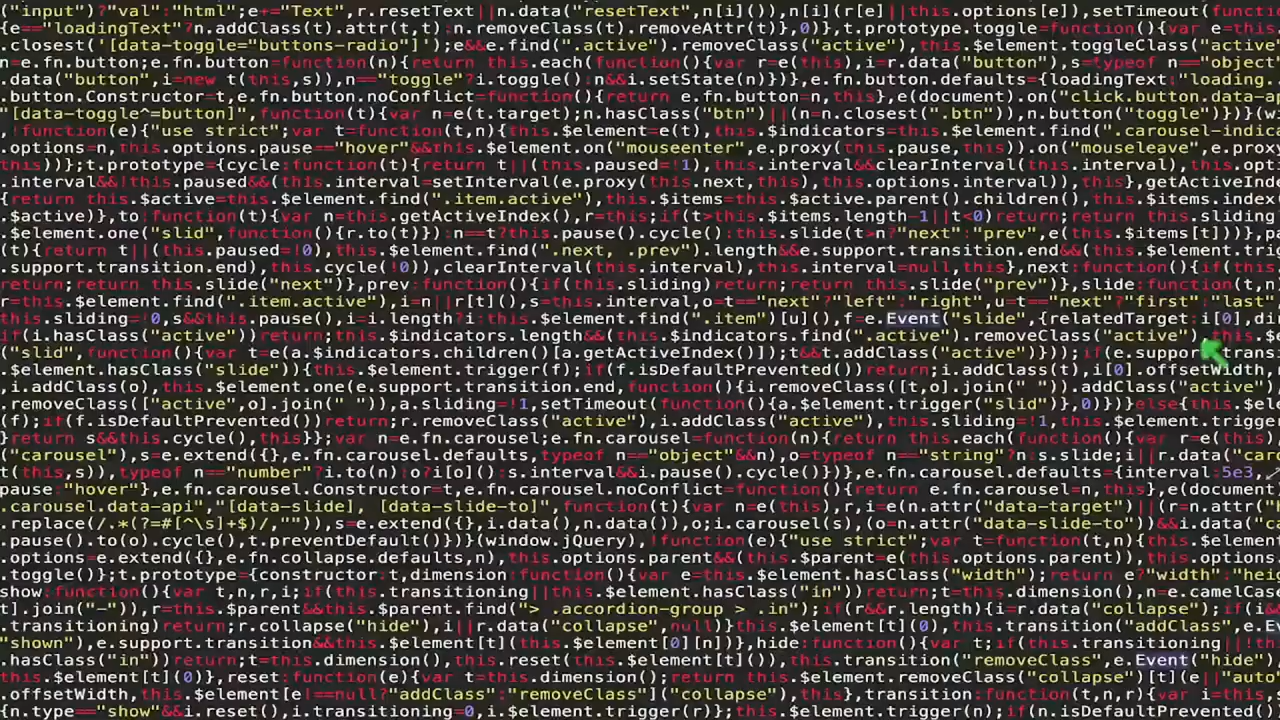 ("input")?"val":"html";e+="Text",r.resetText||n.data("resetText",n[i]()),n[i](r[e]||this.options[e]),setTimeout(functi
{e=="loadingText"?n.addClass(t).attr(t,t):n.removeClass(t).removeAttr(t)},0)},t.prototype.toggle=function(){var e=this
.closest('[data-toggle="buttons-radio"]');e&&e.find(".active").removeClass("active"),this.$element.toggleClass("active
n=e.fn.button;e.fn.button=function(n){return this.each(function(){var r=e(this),i=r.data("button"),s=typeof n=="object"
.data("button",i=new t(this,s)),n=="toggle"?i.toggle():n&&i.setState(n)})},e.fn.button.defaults={loadingText:"loading.
.button.Constructor=t,e.fn.button.noConflict=function(){return e.fn.button=n,this},e(document).on("click.button.data-ap
"[data-toggle^=button]",function(t){var n=e(t.target);n.hasClass("btn")||(n=n.closest(".btn")),n.button("toggle")})}(w
,!function(e){"use strict";var t=function(t,n){this.$element=e(t),this.$indicators=this.$element.find(".carousel-indic
.options=n,this.options.pause=="hover"&&this.$element.on("mouseenter",e.proxy(this.pause,this)).on("mouseleave",e.proxy
this))};t.prototype={cycle:function(t){return t||(this.paused=!1),this.interval&&clearInterval(this.interval),this.opt
.interval&&!this.paused&&(this.interval=setInterval(e.proxy(this.next,this),this.options.interval)),this},getActiveInd
{return this.$active=this.$element.find(".item.active"),this.$items=this.$active.parent().children(),this.$items.index
.$active)},to:function(t){var n=this.getActiveIndex(),r=this;if(t>this.$items.length-1||t<0)return;return this.sliding
.$element.one("slid",function(){r.to(t)}):n==t?this.pause().cycle():this.slide(t>n?"next":"prev",e(this.$items[t]))},p
(t){return t||(this.paused=!0),this.$element.find(".next, .prev").length&&e.support.transition.end&&(this.$element.tri
.support.transition.end),this.cycle(!0)),clearInterval(this.interval),this.interval=null,this},next:function(){if(this
return;return this.slide("next")},prev:function(){if(this.sliding)return;return this.slide("prev")},slide:function(t,n
r=this.$element.find(".item.active"),i=n||r[t](),s=this.interval,o=t=="next"?"left":"right",u=t=="next"?"first":"last"
this.sliding=!0,s&&this.pause(),i=i.length?i:this.$element.find(".item")[u](),f=e.Event("slide",{relatedTarget:i[0],di
if(i.hasClass("active"))return;this.$indicators.length&&(this.$indicators.find(".active").removeClass("active"),this.$
("slid",function(){var t=e(a.$indicators.children()[a.getActiveIndex()]);t&&t.addClass("active")}));if(e.support.trans
.$element.hasClass("slide")){this.$element.trigger(f);if(f.isDefaultPrevented())return;i.addClass(t),i[0].offsetWidth,r
i.addClass(o),this.$element.one(e.support.transition.end,function(){i.removeClass([t,o].join(" ")).addClass("active")
.removeClass(["active",o].join(" ")),a.sliding=!1,setTimeout(function(){a.$element.trigger("slid")},0)})}else{this.$el
(f);if(f.isDefaultPrevented())return;r.removeClass("active"),i.addClass("active"),this.sliding=!1,this.$element.trigger
}return s&&this.cycle(),this}};var n=e.fn.carousel;e.fn.carousel=function(n){return this.each(function(){var r=e(this)
("carousel"),s=e.extend({},e.fn.carousel.defaults,typeof n=="object"&&n),o=typeof n=="string"?n:s.slide;i||r.data("caro
t(this,s)),typeof n=="number"?i.to(n):o?i[o]():s.interval&&i.pause().cycle()})},e.fn.carousel.defaults={interval:5e3,
pause:"hover"},e.fn.carousel.Constructor=t,e.fn.carousel.noConflict=function(){return e.fn.carousel=n,this},e(document
.carousel.data-api","[data-slide], [data-slide-to]",function(t){var n=e(this),r,i=e(n.attr("data-target")||(r=n.attr("
.replace(/.*(?=#[^\s]+$)/,"")),s=e.extend({},i.data(),n.data()),o;i.carousel(s),(o=n.attr("data-slide-to"))&&i.data("c
.pause().to(o).cycle(),t.preventDefault()})}(window.jQuery),!function(e){"use strict";var t=function(t,n){this.$elemen
.options=e.extend({},e.fn.collapse.defaults,n),this.options.parent&&(this.$parent=e(this.options.parent)),this.options
.toggle()};t.prototype={constructor:t,dimension:function(){var e=this.$element.hasClass("width");return e?"width":"hei
show:function(){var t,n,r,i;if(this.transitioning||this.$element.hasClass("in"))return;t=this.dimension(),n=e.camelCas
t].join("-")),r=this.$parent&&this.$parent.find("> .accordion-group > .in");if(r&&r.length){i=r.data("collapse");if(i&
.transitioning)return;r.collapse("hide"),i||r.data("collapse",null)}this.$element[t](0),this.transition("addClass",e.Ev
"shown"),e.support.transition&&this.$element[t](this.$element[0][n])},hide:function(){var t;if(this.transitioning||!th
.hasClass("in"))return;t=this.dimension(),this.reset(this.$element[t]()),this.transition("removeClass",e.Event("hide")
this.$element[t](0)},reset:function(e){var t=this.dimension();return this.$element.removeClass("collapse")[t](e||"auto"
.offsetWidth,this.$element[e!==null?"addClass":"removeClass"]("collapse"),this},transition:function(t,n,r){var i=this,s
{n.type=="show"&&i.reset(),i.transitioning=0,i.$element.trigger(r)};this.$element.trigger(n);if(n.isDefaultPrevented()